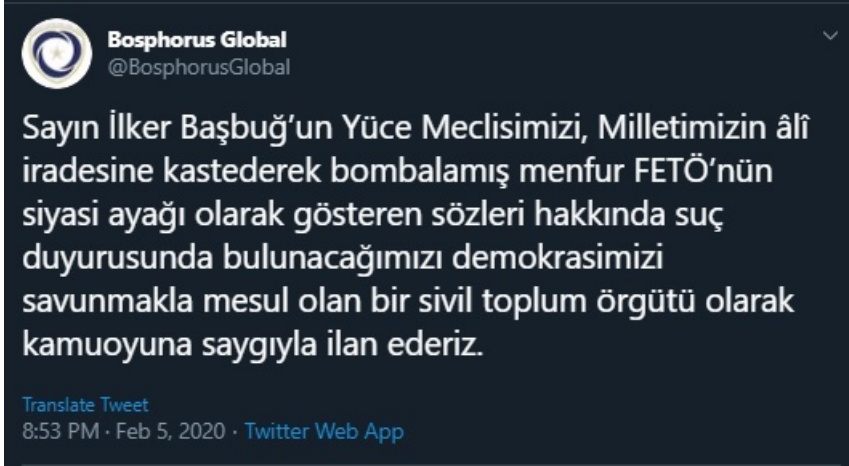 Bosphorus Global
@BosphorusGlobal
Sayın İlker Başbuğ'un Yüce Meclisimizi, Milletimizin âlî
iradesine kastederek bombalamış menfur FETÖ'nün
siyasi ayağı olarak gösteren sözleri hakkında suç
duyurusunda bulunacağımızı demokrasimizi
savunmakla mesul olan bir sivil toplum örgütü olarak
kamuoyuna saygıyla ilan ederiz.
Translate Tweet
8:53 PM · Feb 5, 2020 · Twitter Web App